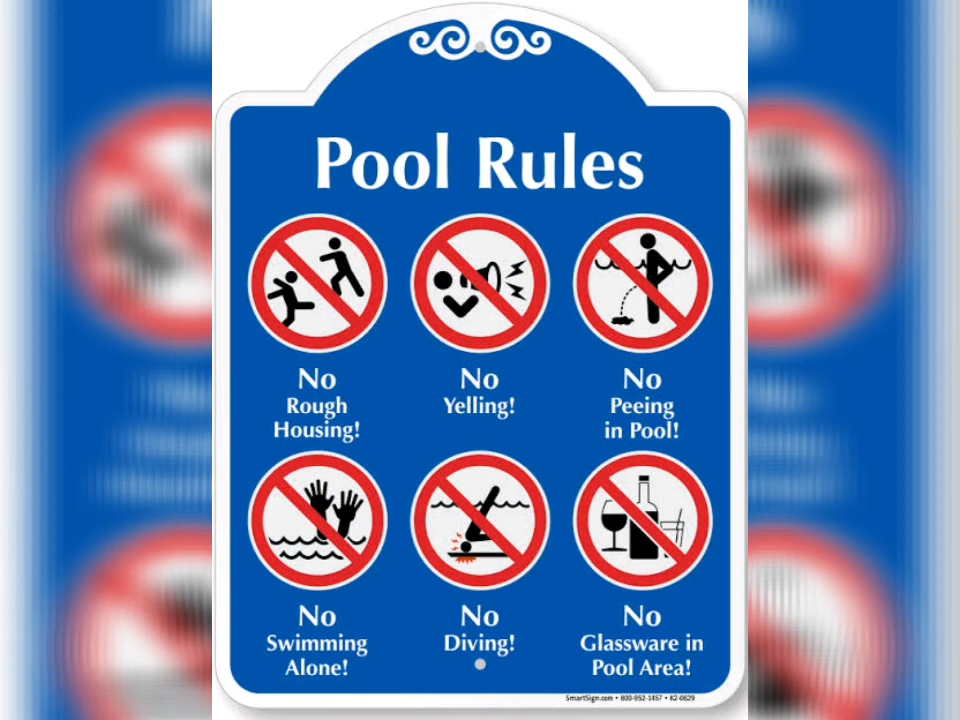 Pool Rules
No
Rough
Housing!
No
Yelling!
No
Peeing
in Pool!
No
Swimming
Alone!
No
Diving!
No
Glassware in
Pool Area!
SmartSign.com • 800-952-1457 • K2-0629